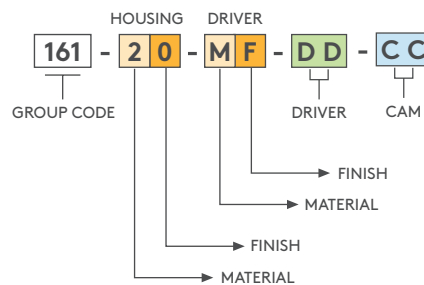 HOUSING DRIVER
161 - 2 0 - M F - D D - C C
GROUP CODE DRIVER CAM
FINISH
MATERIAL
FINISH
MATERIAL